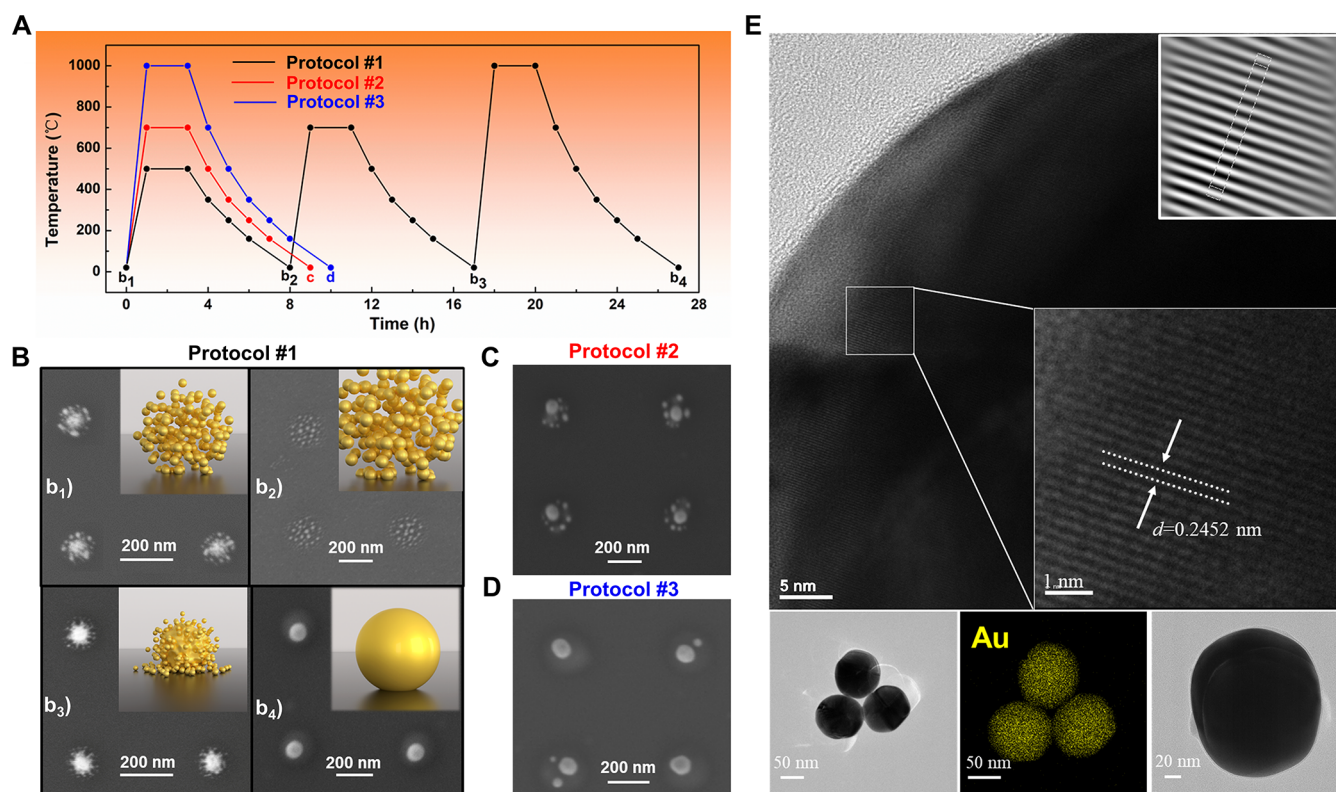 A
Protocol #1
Protocol #2
Protocol #3
1000
800
600
400
200
0
Temperature (℃)
b1
b2
c
d
b3
b4
0 4 8 12 16 20 24 28
Time (h)
B
Protocol #1
b1)
200 nm
b2)
200 nm
b3)
200 nm
b4)
200 nm
C
Protocol #2
200 nm
D
Protocol #3
200 nm
E
d=0.2452 nm
5 nm
1 nm
50 nm
Au
50 nm
20 nm